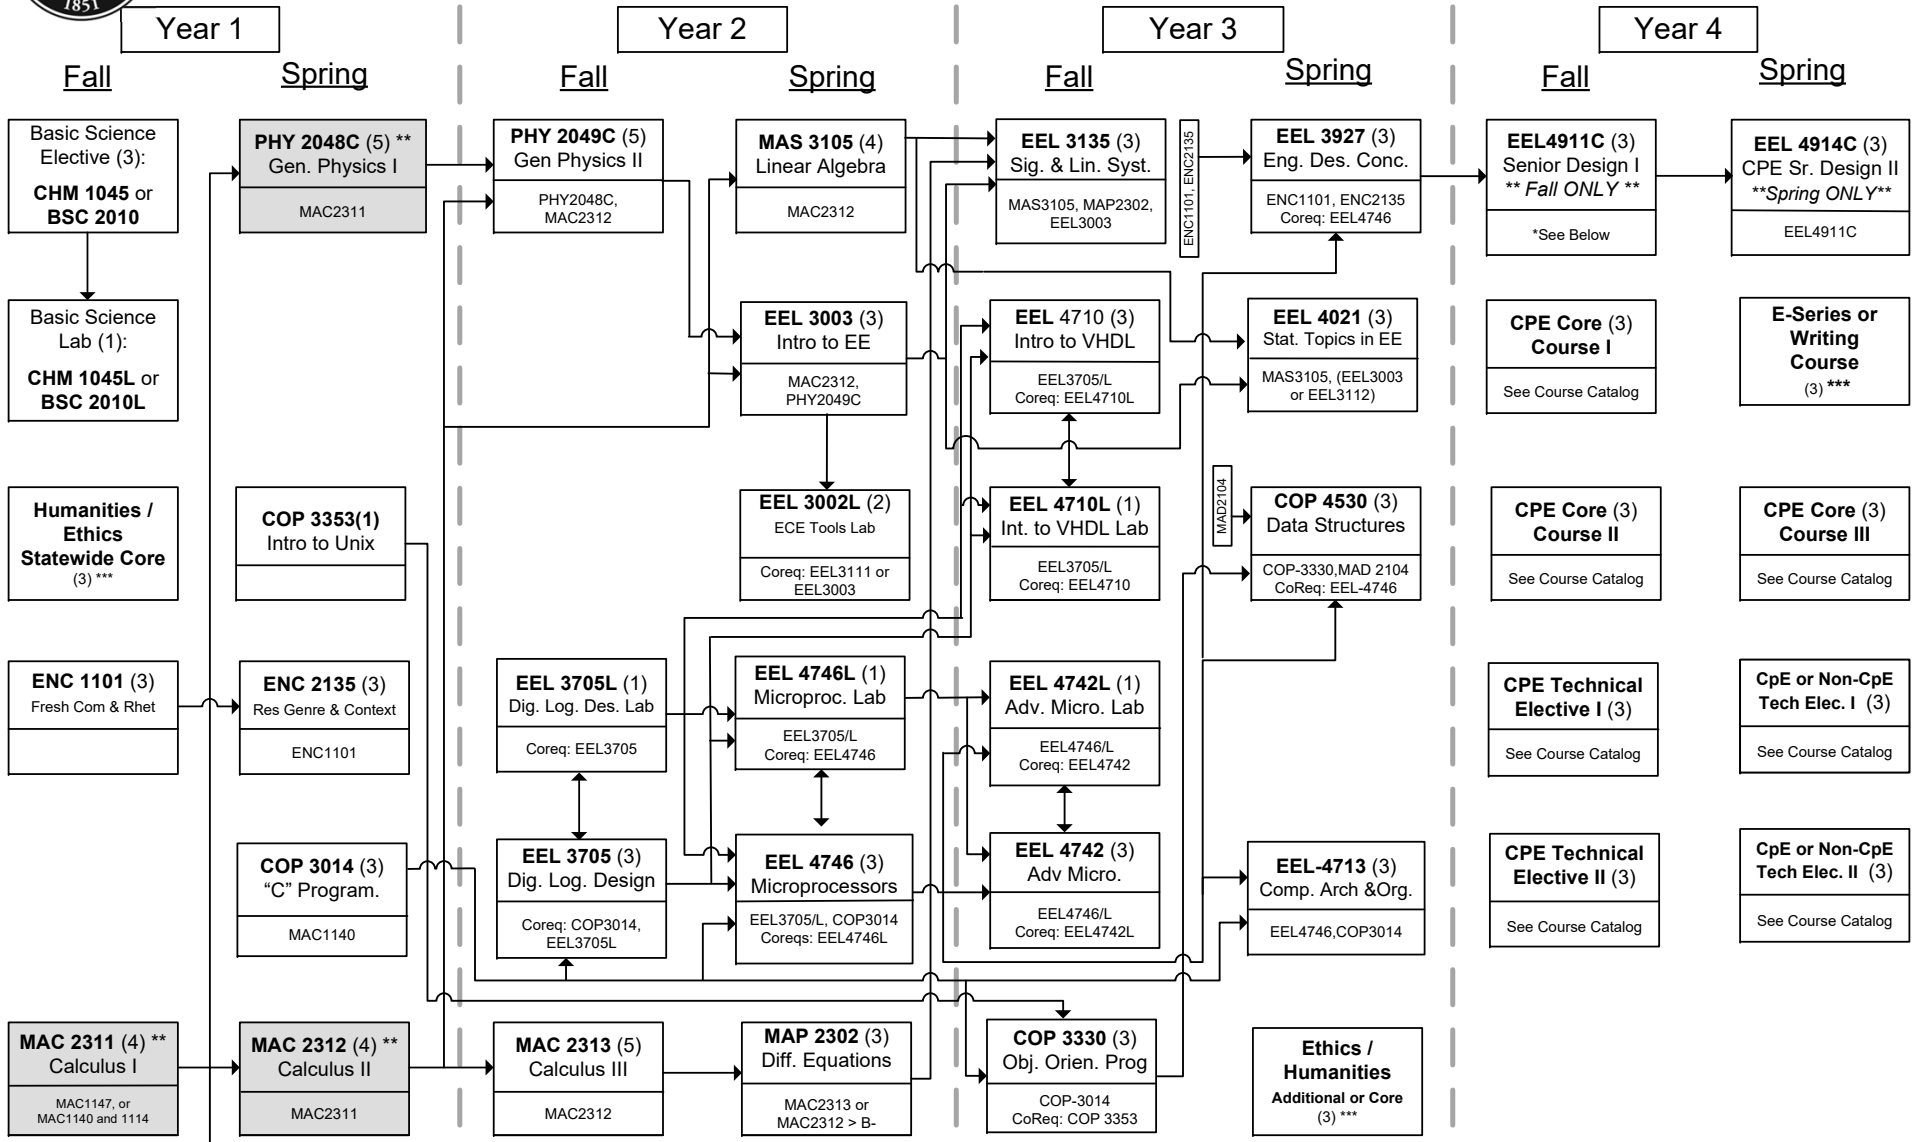 1851
Year 1
Year 2
Year 3
Year 4
Fall
Spring
Fall
Spring
Fall
Spring
Fall
Spring
Basic Science
Elective (3):
CHM 1045 or
BSC 2010
PHY 2048C (5) **
Gen. Physics I
MAC2311
PHY 2049C (5)
Gen Physics II
PHY2048C,
MAC2312
MAS 3105 (4)
Linear Algebra
MAC2312
EEL 3135 (3)
Sig. & Lin. Syst.
MAS3105, MAP2302,
EEL3003
ENC1101, ENC2135
EEL 3927 (3)
Eng. Des. Conc.
ENC1101, ENC2135
Coreq: EEL4746
EEL4911C (3)
Senior Design I
** Fall ONLY **
*See Below
EEL 4914C (3)
CPE Sr. Design II
**Spring ONLY**
EEL4911C
Basic Science
Lab (1):
CHM 1045L or
BSC 2010L
EEL 3003 (3)
Intro to EE
MAC2312,
PHY2049C
EEL 4710 (3)
Intro to VHDL
EEL3705/L
Coreq: EEL4710L
EEL 4021 (3)
Stat. Topics in EE
MAS3105, (EEL3003
or EEL3112)
CPE Core (3)
Course I
See Course Catalog
E-Series or
Writing
Course
(3) ***
Humanities /
Ethics
Statewide Core
(3) ***
COP 3353(1)
Intro to Unix
EEL 3002L (2)
ECE Tools Lab
Coreq: EEL3111 or
EEL3003
EEL 4710L (1)
Int. to VHDL Lab
EEL3705/L
Coreq: EEL4710
MAD2104
COP 4530 (3)
Data Structures
COP-3330,MAD 2104
CoReq: EEL-4746
CPE Core (3)
Course II
See Course Catalog
CPE Core (3)
Course III
See Course Catalog
ENC 1101 (3)
Fresh Com & Rhet
ENC 2135 (3)
Res Genre & Context
ENC1101
EEL 3705L (1)
Dig. Log. Des. Lab
Coreq: EEL3705
EEL 4746L (1)
Microproc. Lab
EEL3705/L
Coreq: EEL4746
EEL 4742L (1)
Adv. Micro. Lab
EEL4746/L
Coreq: EEL4742
CPE Technical
Elective I (3)
See Course Catalog
CpE or Non-CpE
Tech Elec. I (3)
See Course Catalog
COP 3014 (3)
“C” Program.
MAC1140
EEL 3705 (3)
Dig. Log. Design
Coreq: COP3014,
EEL3705L
EEL 4746 (3)
Microprocessors
EEL3705/L, COP3014
Coreqs: EEL4746L
EEL 4742 (3)
Adv Micro.
EEL4746/L
Coreq: EEL4742L
EEL-4713 (3)
Comp. Arch &Org.
EEL4746,COP3014
CPE Technical
Elective II (3)
See Course Catalog
CpE or Non-CpE
Tech Elec. II (3)
See Course Catalog
MAC 2311 (4) **
Calculus I
MAC1147, or
MAC1140 and 1114
MAC 2312 (4) **
Calculus II
MAC2311
MAC 2313 (5)
Calculus III
MAC2312
MAP 2302 (3)
Diff. Equations
MAC2313 or
MAC2312 > B-
COP 3330 (3)
Obj. Orien. Prog
COP-3014
CoReq: COP 3353
Ethics /
Humanities
Additional or Core
(3) ***